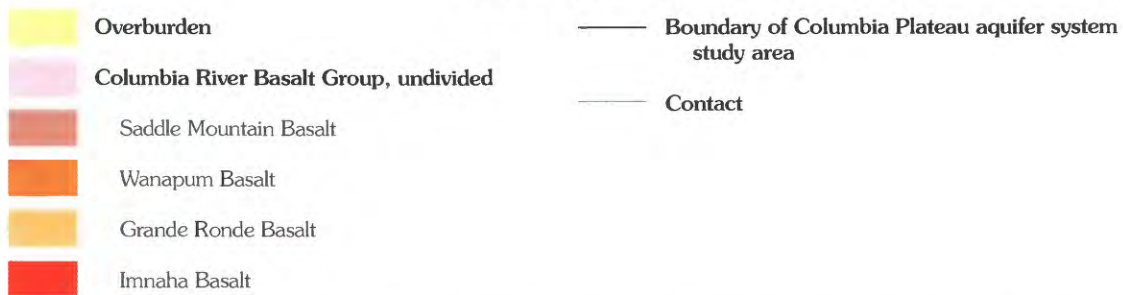 Overburden
Columbia River Basalt Group, undivided
Saddle Mountain Basalt
Wanapum Basalt
Grande Ronde Basalt
Imnaha Basalt
Boundary of Columbia Plateau aquifer system
study area
Contact